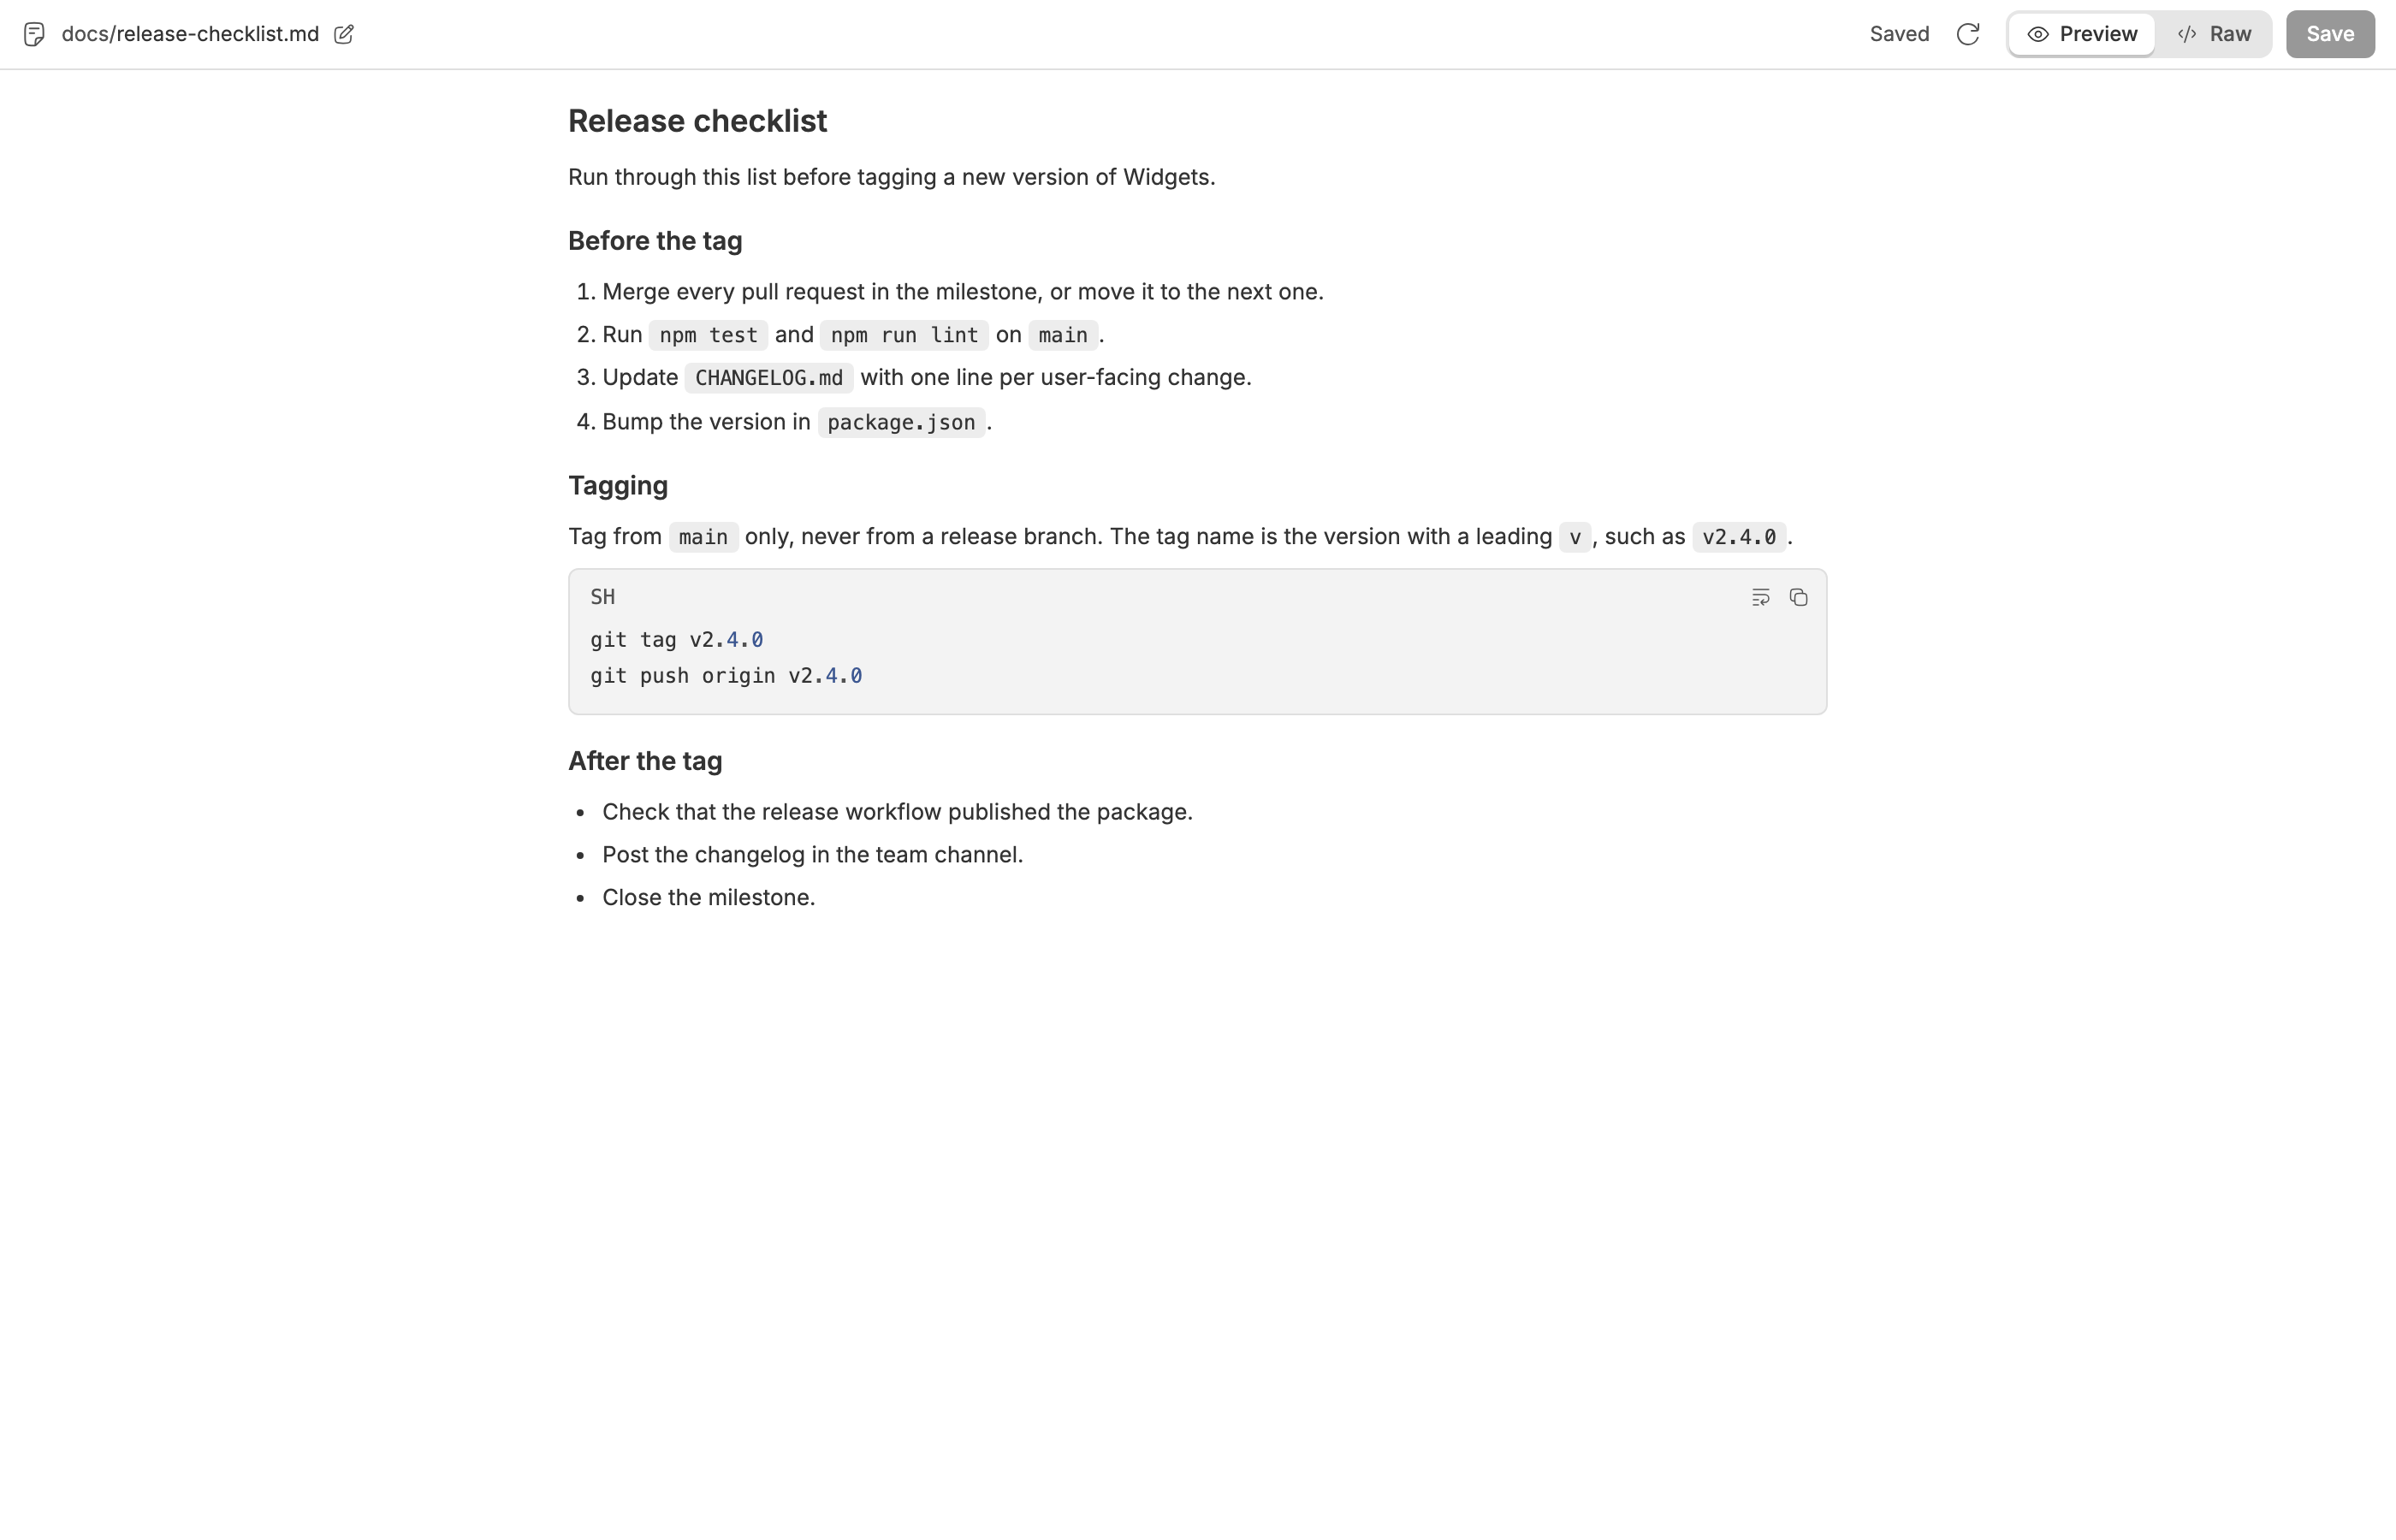 docs/release-checklist.md
Saved
Preview
Raw
Save
Release checklist
Run through this list before tagging a new version of Widgets.
Before the tag
1. Merge every pull request in the milestone, or move it to the next one.
2. Run npm test and npm run lint on main.
3. Update CHANGELOG.md with one line per user-facing change.
4. Bump the version in package.json.
Tagging
Tag from main only, never from a release branch. The tag name is the version with a leading v, such as v2.4.0.
SH
git tag v2.4.0
git push origin v2.4.0
After the tag
• Check that the release workflow published the package.
• Post the changelog in the team channel.
• Close the milestone.